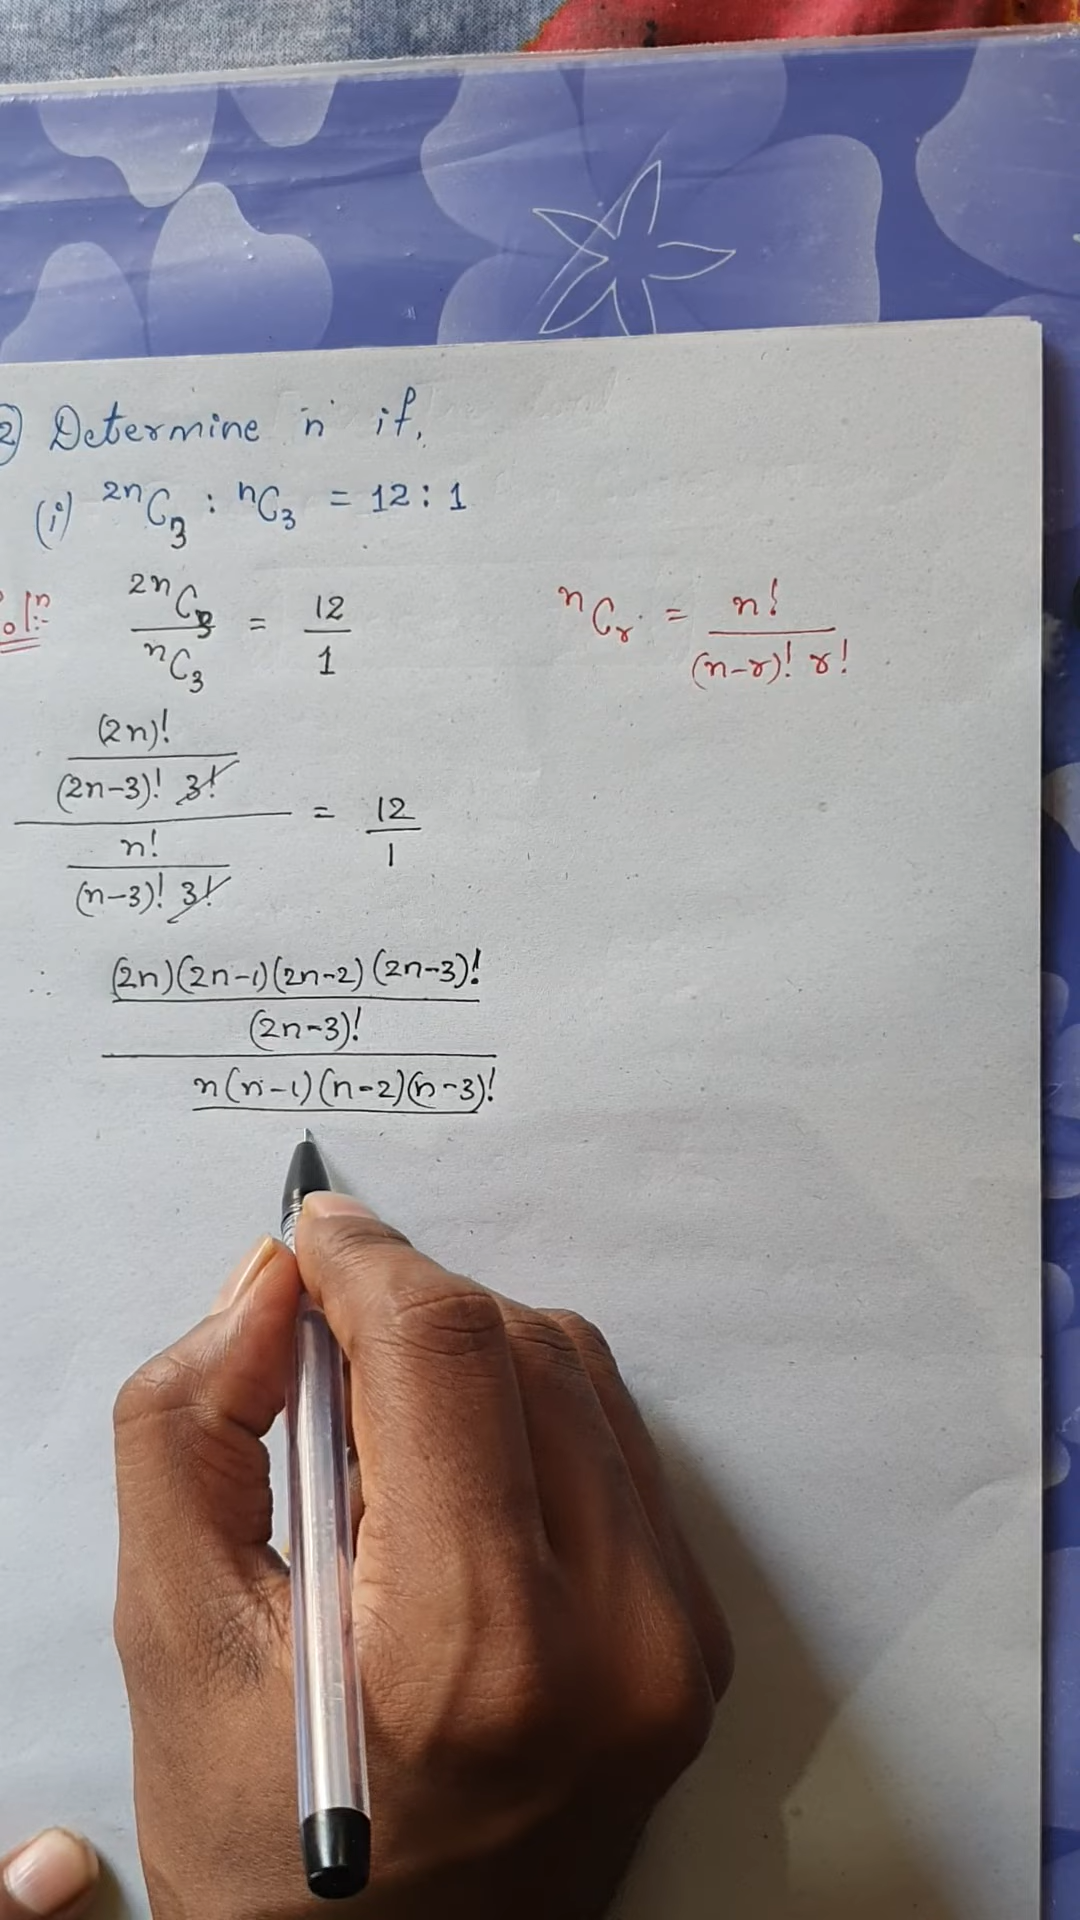 ② Determine 'n' if,
(i) ²ⁿC₃ : ⁿC₃ = 12 : 1
Solⁿ:- ²ⁿC₃ / ⁿC₃ = 12 / 1
ⁿCᵣ = n! / (n-r)! r!
(2n)! / (2n-3)! 3! / n! / (n-3)! 3! = 12 / 1
∴ (2n)(2n-1)(2n-2)(2n-3)!
(2n-3)!
n(n-1)(n-2)(n-3)!